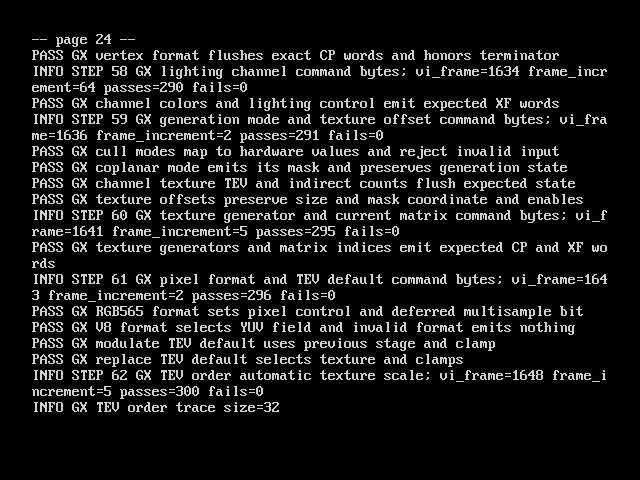 -- page 24 --
PASS GX vertex format flushes exact CP words and honors terminator
INFO STEP 58 GX lighting channel command bytes; vi_frame=1634 frame_incr
ement=64 passes=290 fails=0
PASS GX channel colors and lighting control emit expected XF words
INFO STEP 59 GX generation mode and texture offset command bytes; vi_fra
me=1636 frame_increment=2 passes=291 fails=0
PASS GX cull modes map to hardware values and reject invalid input
PASS GX coplanar mode emits its mask and preserves generation state
PASS GX channel texture TEV and indirect counts flush expected state
PASS GX texture offsets preserve size and mask coordinate and enables
INFO STEP 60 GX texture generator and current matrix command bytes; vi_f
rame=1641 frame_increment=5 passes=295 fails=0
PASS GX texture generators and matrix indices emit expected CP and XF wo
rds
INFO STEP 61 GX pixel format and TEV default command bytes; vi_frame=164
3 frame_increment=2 passes=296 fails=0
PASS GX RGB565 format sets pixel control and deferred multisample bit
PASS GX V8 format selects YUV field and invalid format emits nothing
PASS GX modulate TEV default uses previous stage and clamp
PASS GX replace TEV default selects texture and clamps
INFO STEP 62 GX TEV order automatic texture scale; vi_frame=1648 frame_i
ncrement=5 passes=300 fails=0
INFO GX TEV order trace size=32